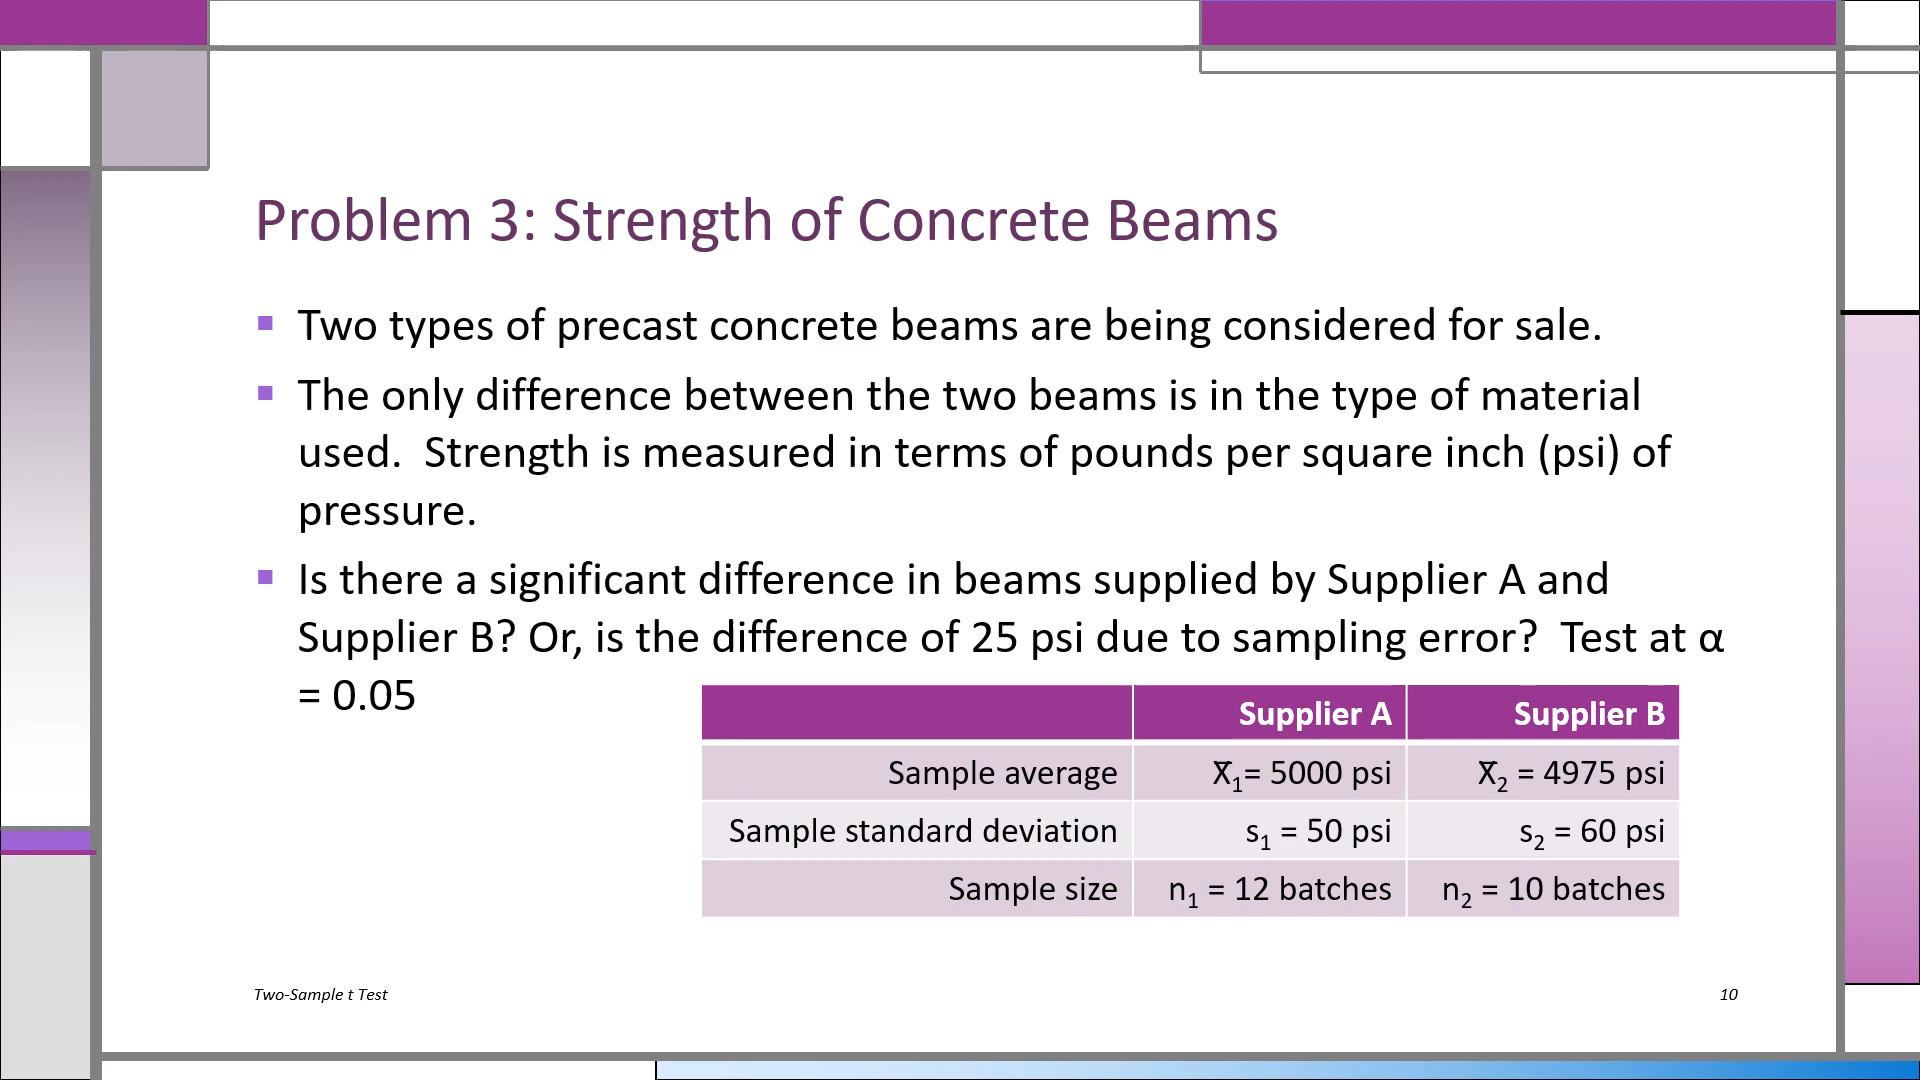 Problem 3: Strength of Concrete Beams
▪ Two types of precast concrete beams are being considered for sale.
▪ The only difference between the two beams is in the type of material
used.  Strength is measured in terms of pounds per square inch (psi) of
pressure.
▪ Is there a significant difference in beams supplied by Supplier A and
Supplier B? Or, is the difference of 25 psi due to sampling error?  Test at α
= 0.05
Supplier A Supplier B
Sample average X̅₁= 5000 psi X̅₂ = 4975 psi
Sample standard deviation s₁ = 50 psi s₂ = 60 psi
Sample size n₁ = 12 batches n₂ = 10 batches
Two-Sample t Test 10